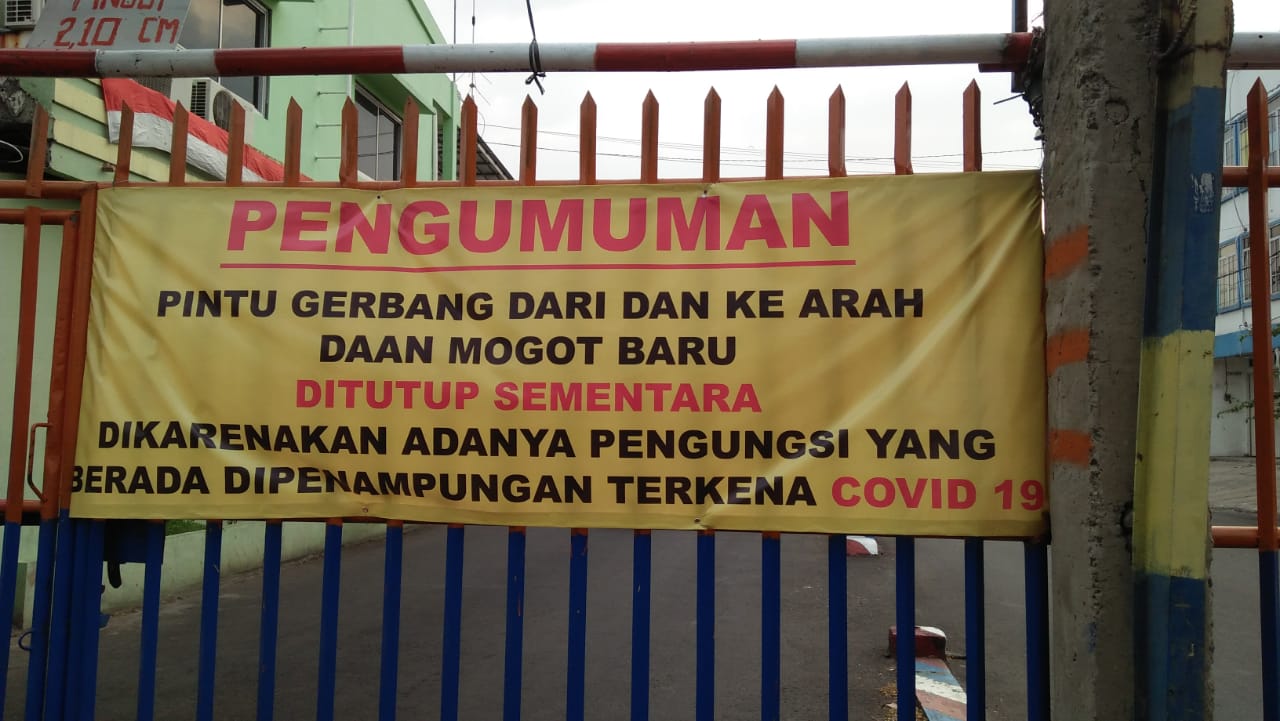 2,10 CM
PENGUMUMAN
PINTU GERBANG DARI DAN KE ARAH
DAAN MOGOT BARU
DITUTUP SEMENTARA
DIKARENAKAN ADANYA PENGUNGSI YANG
BERADA DIPENAMPUNGAN TERKENA COVID 19